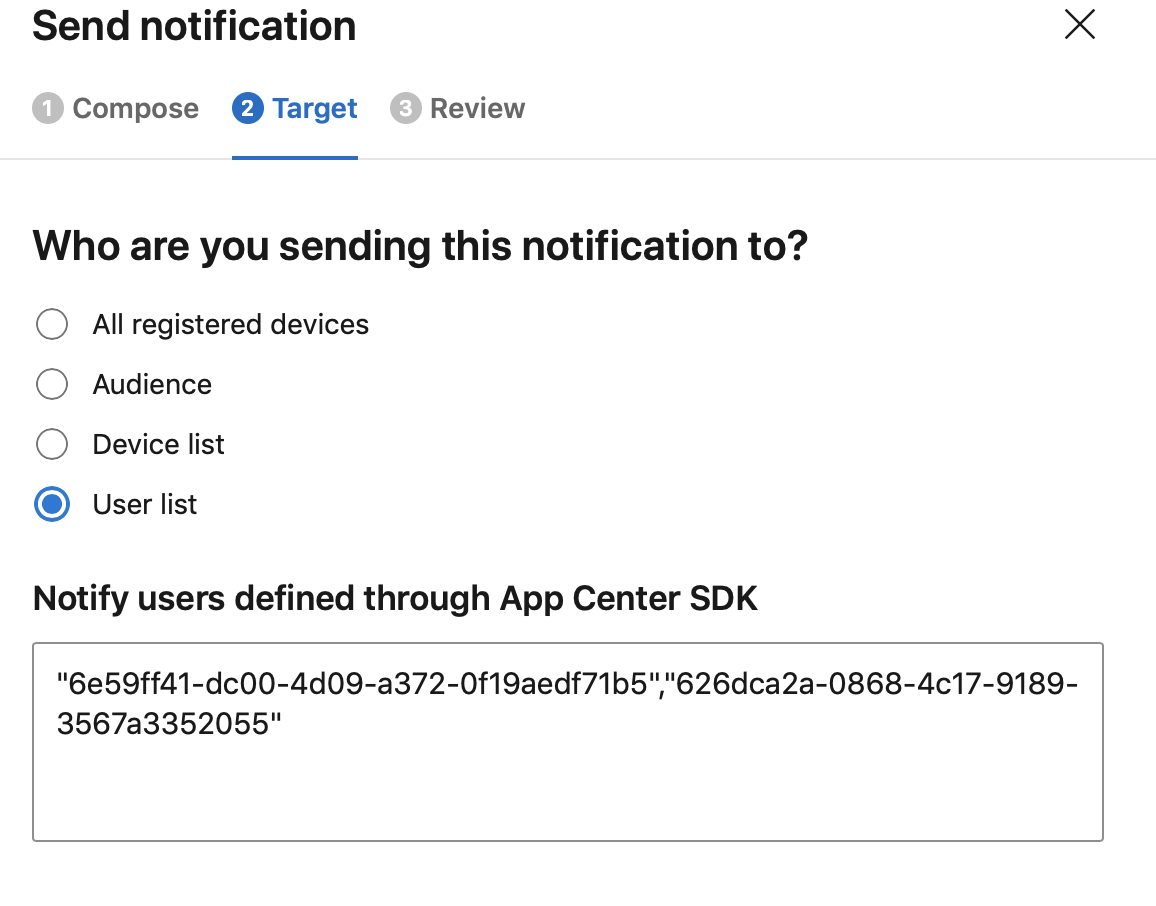 Send notification
1 Compose 2 Target 3 Review
Who are you sending this notification to?
All registered devices
Audience
Device list
User list
Notify users defined through App Center SDK
"6e59ff41-dc00-4d09-a372-0f19aedf71b5","626dca2a-0868-4c17-9189-
3567a3352055"